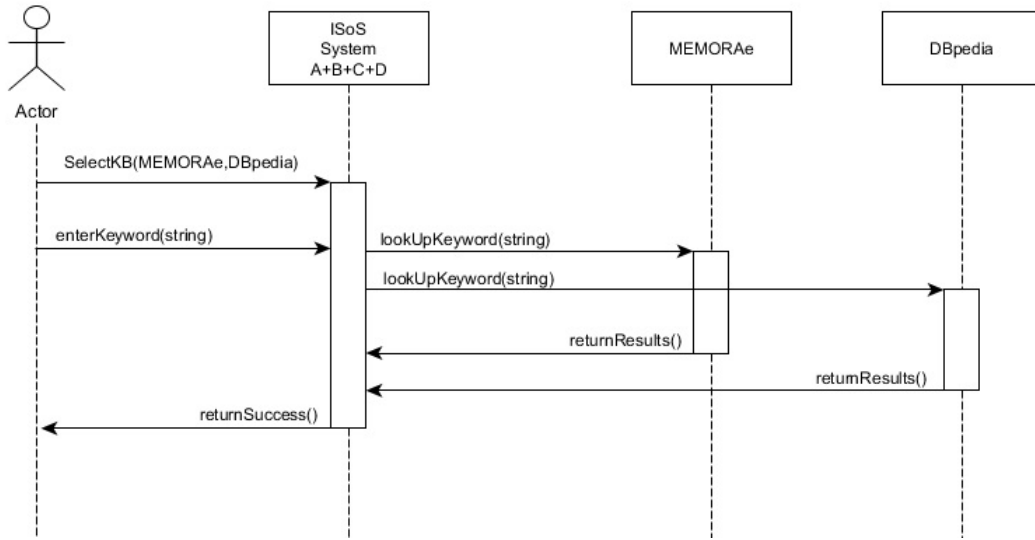 ISoS
System
A+B+C+D
MEMORAe
DBpedia
Actor
SelectKB(MEMORAe,DBpedia)
enterKeyword(string)
lookUpKeyword(string)
lookUpKeyword(string)
returnResults()
returnResults()
returnSuccess()